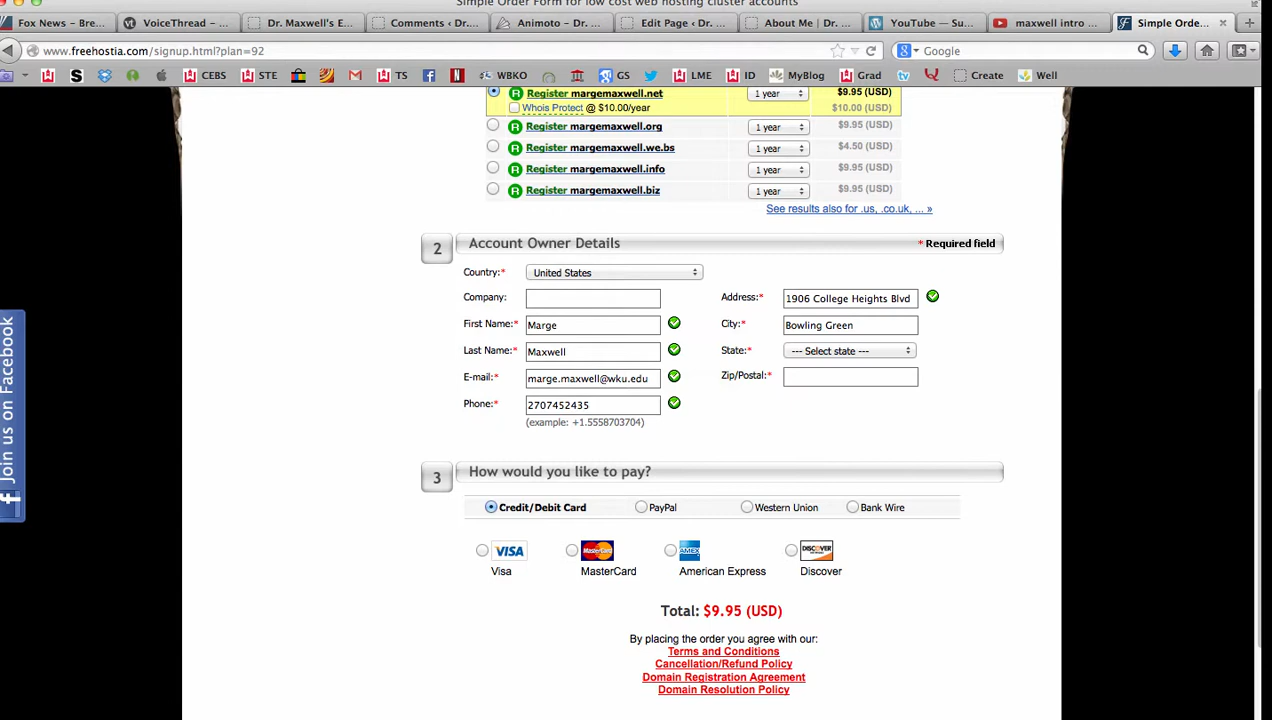 Simple Order Form for low cost web hosting cluster accounts
Fox News – Bre... VoiceThread – ... Dr. Maxwell's E... Comments ‹ Dr.... Animoto – Dr. ... Edit Page ‹ Dr. ... About Me | Dr. ... YouTube — Su... maxwell intro ... Simple Orde...
www.freehostia.com/signup.html?plan=92 Google
CEBS STE TS WBKO GS LME ID MyBlog Grad Create Well
Register margemaxwell.net 1 year $9.95 (USD)
Whois Protect @ $10.00/year $10.00 (USD)
Register margemaxwell.org 1 year $9.95 (USD)
Register margemaxwell.we.bs 1 year $4.50 (USD)
Register margemaxwell.info 1 year $9.95 (USD)
Register margemaxwell.biz 1 year $9.95 (USD)
See results also for .us, .co.uk, ... »
2 Account Owner Details * Required field
Country:* United States
Company: Address:* 1906 College Heights Blvd
First Name:* Marge City:* Bowling Green
Last Name:* Maxwell State:* --- Select state ---
E-mail:* marge.maxwell@wku.edu Zip/Postal:*
Phone:* 2707452435
(example: +1.5558703704)
3 How would you like to pay?
Credit/Debit Card PayPal Western Union Bank Wire
VISA MasterCard AMEX DISCOVER
Visa MasterCard American Express Discover
Total: $9.95 (USD)
By placing the order you agree with our:
Terms and Conditions
Cancellation/Refund Policy
Domain Registration Agreement
Domain Resolution Policy
Join us on Facebook